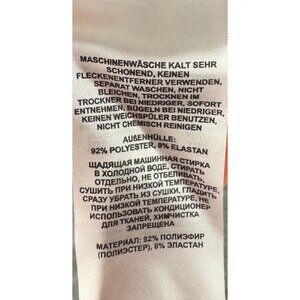 MASCHINENWÄSCHE KALT SEHR
SCHONEND, KEINEN
FLECKENENTFERNER VERWENDEN,
SEPARAT WASCHEN, NICHT
BLEICHEN, TROCKNEN IM
TROCKNER BEI NIEDRIGER, SOFORT
ENTNEHMEN, BÜGELN BEI NIEDRIGER,
KEINEN WEICHSPÜLER BENUTZEN,
NICHT CHEMISCH REINIGEN
AUßENHÜLLE:
92% POLYESTER, 8% ELASTAN
ЩАДЯЩАЯ МАШИННАЯ СТИРКА
В ХОЛОДНОЙ ВОДЕ, СТИРАТЬ
ОТДЕЛЬНО, НЕ ОТБЕЛИВАТЬ,
СУШИТЬ ПРИ НИЗКОЙ ТЕМПЕРАТУРЕ,
СРАЗУ УБРАТЬ ИЗ СУШКИ, ГЛАДИТЬ
ПРИ НИЗКОЙ ТЕМПЕРАТУРЕ, НЕ
ИСПОЛЬЗОВАТЬ КОНДИЦИОНЕР
ДЛЯ ТКАНЕЙ, ХИМЧИСТКА
ЗАПРЕЩЕНА
МАТЕРИАЛ: 92% ПОЛИЭФИР
(ПОЛИЭСТЕР), 8% ЭЛАСТАН